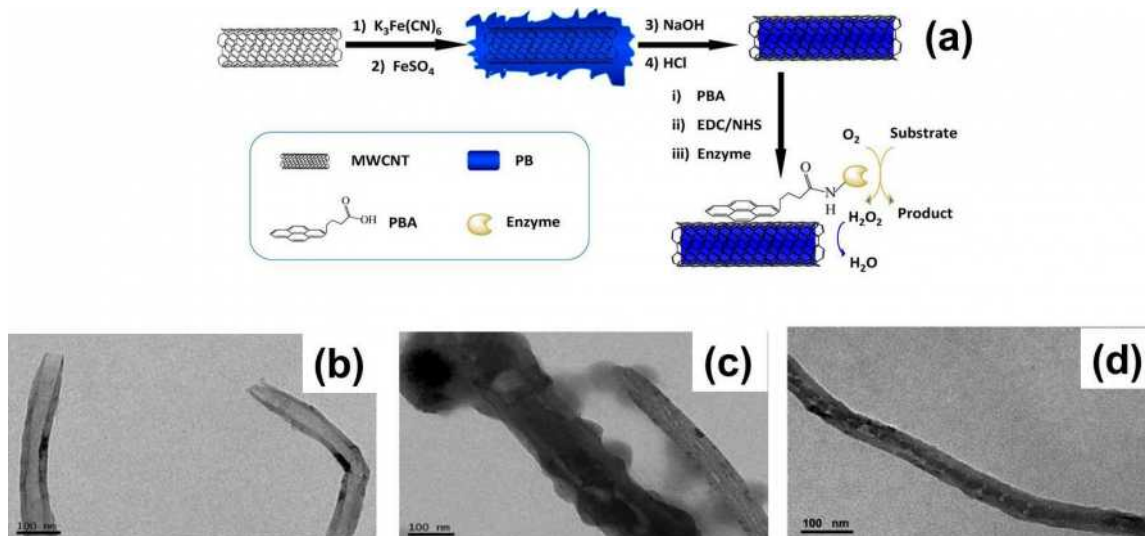 1) K₃Fe(CN)₆
2) FeSO₄
3) NaOH
4) HCl
(a)
i) PBA
ii) EDC/NHS
iii) Enzyme
O₂ Substrate
O
N
H
H₂O₂ Product
H₂O
MWCNT
PB
O
OH
PBA
Enzyme
(b)
100 nm
(c)
100 nm
(d)
100 nm